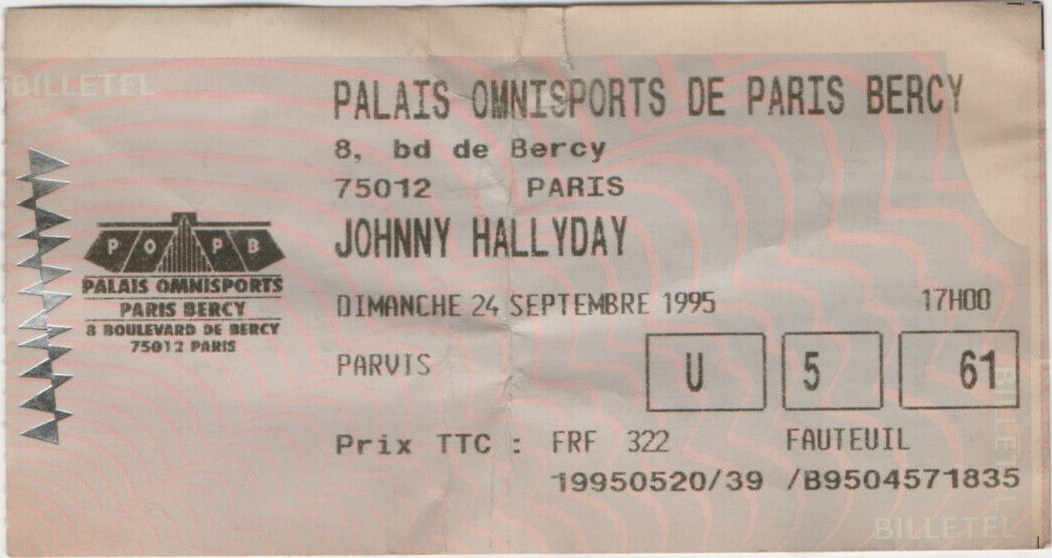 BILLETEL
PALAIS OMNISPORTS DE PARIS BERCY
8, bd de Bercy
75012 PARIS
JOHNNY HALLYDAY
P O P B
PALAIS OMNISPORTS
PARIS BERCY
8 BOULEVARD DE BERCY
75012 PARIS
DIMANCHE 24 SEPTEMBRE 1995 17H00
PARVIS U 5 61
Prix TTC : FRF 322 FAUTEUIL
19950520/39 /B9504571835
BILLETEL
BILLETEL